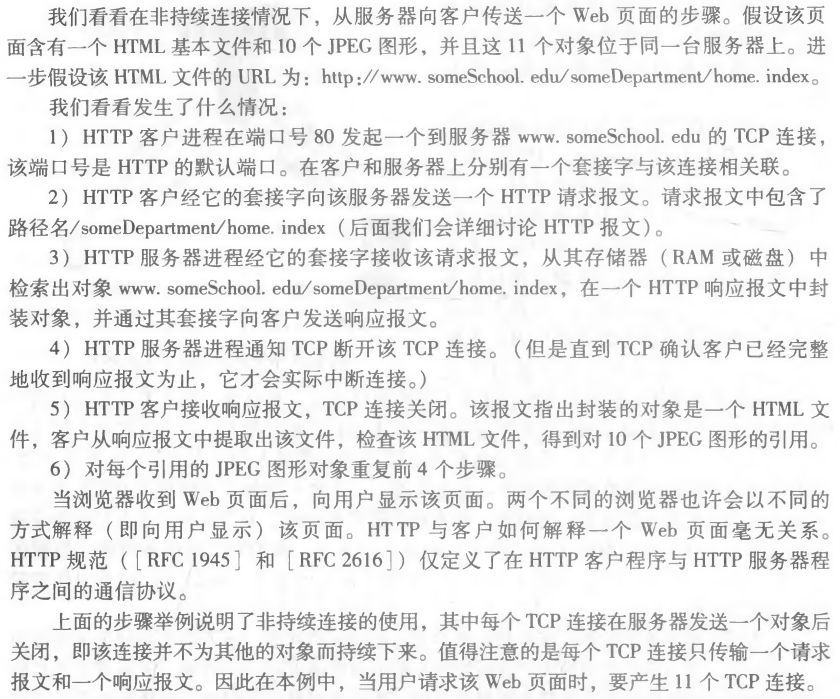 我们看看在非持续连接情况下，从服务器向客户传送一个 Web 页面的步骤。假设该页
面含有一个 HTML 基本文件和 10 个 JPEG 图形，并且这 11 个对象位于同一台服务器上。进
一步假设该 HTML 文件的 URL 为：http://www. someSchool. edu/someDepartment/home. index。
我们看看发生了什么情况：
1）HTTP 客户进程在端口号 80 发起一个到服务器 www. someSchool. edu 的 TCP 连接，
该端口号是 HTTP 的默认端口。在客户和服务器上分别有一个套接字与该连接相关联。
2）HTTP 客户经它的套接字向该服务器发送一个 HTTP 请求报文。请求报文中包含了
路径名/someDepartment/home. index（后面我们会详细讨论 HTTP 报文）。
3）HTTP 服务器进程经它的套接字接收该请求报文，从其存储器（RAM 或磁盘）中
检索出对象 www. someSchool. edu/someDepartment/home. index，在一个 HTTP 响应报文中封
装对象，并通过其套接字向客户发送响应报文。
4）HTTP 服务器进程通知 TCP 断开该 TCP 连接。（但是直到 TCP 确认客户已经完整
地收到响应报文为止，它才会实际中断连接。）
5）HTTP 客户接收响应报文，TCP 连接关闭。该报文指出封装的对象是一个 HTML 文
件，客户从响应报文中提取出该文件，检查该 HTML 文件，得到对 10 个 JPEG 图形的引用。
6）对每个引用的 JPEG 图形对象重复前 4 个步骤。
当浏览器收到 Web 页面后，向用户显示该页面。两个不同的浏览器也许会以不同的
方式解释（即向用户显示）该页面。HTTP 与客户如何解释一个 Web 页面毫无关系。
HTTP 规范（［RFC 1945］和［RFC 2616］）仅定义了在 HTTP 客户程序与 HTTP 服务器程
序之间的通信协议。
上面的步骤举例说明了非持续连接的使用，其中每个 TCP 连接在服务器发送一个对象后
关闭，即该连接并不为其他的对象而持续下来。值得注意的是每个 TCP 连接只传输一个请求
报文和一个响应报文。因此在本例中，当用户请求该 Web 页面时，要产生 11 个 TCP 连接。